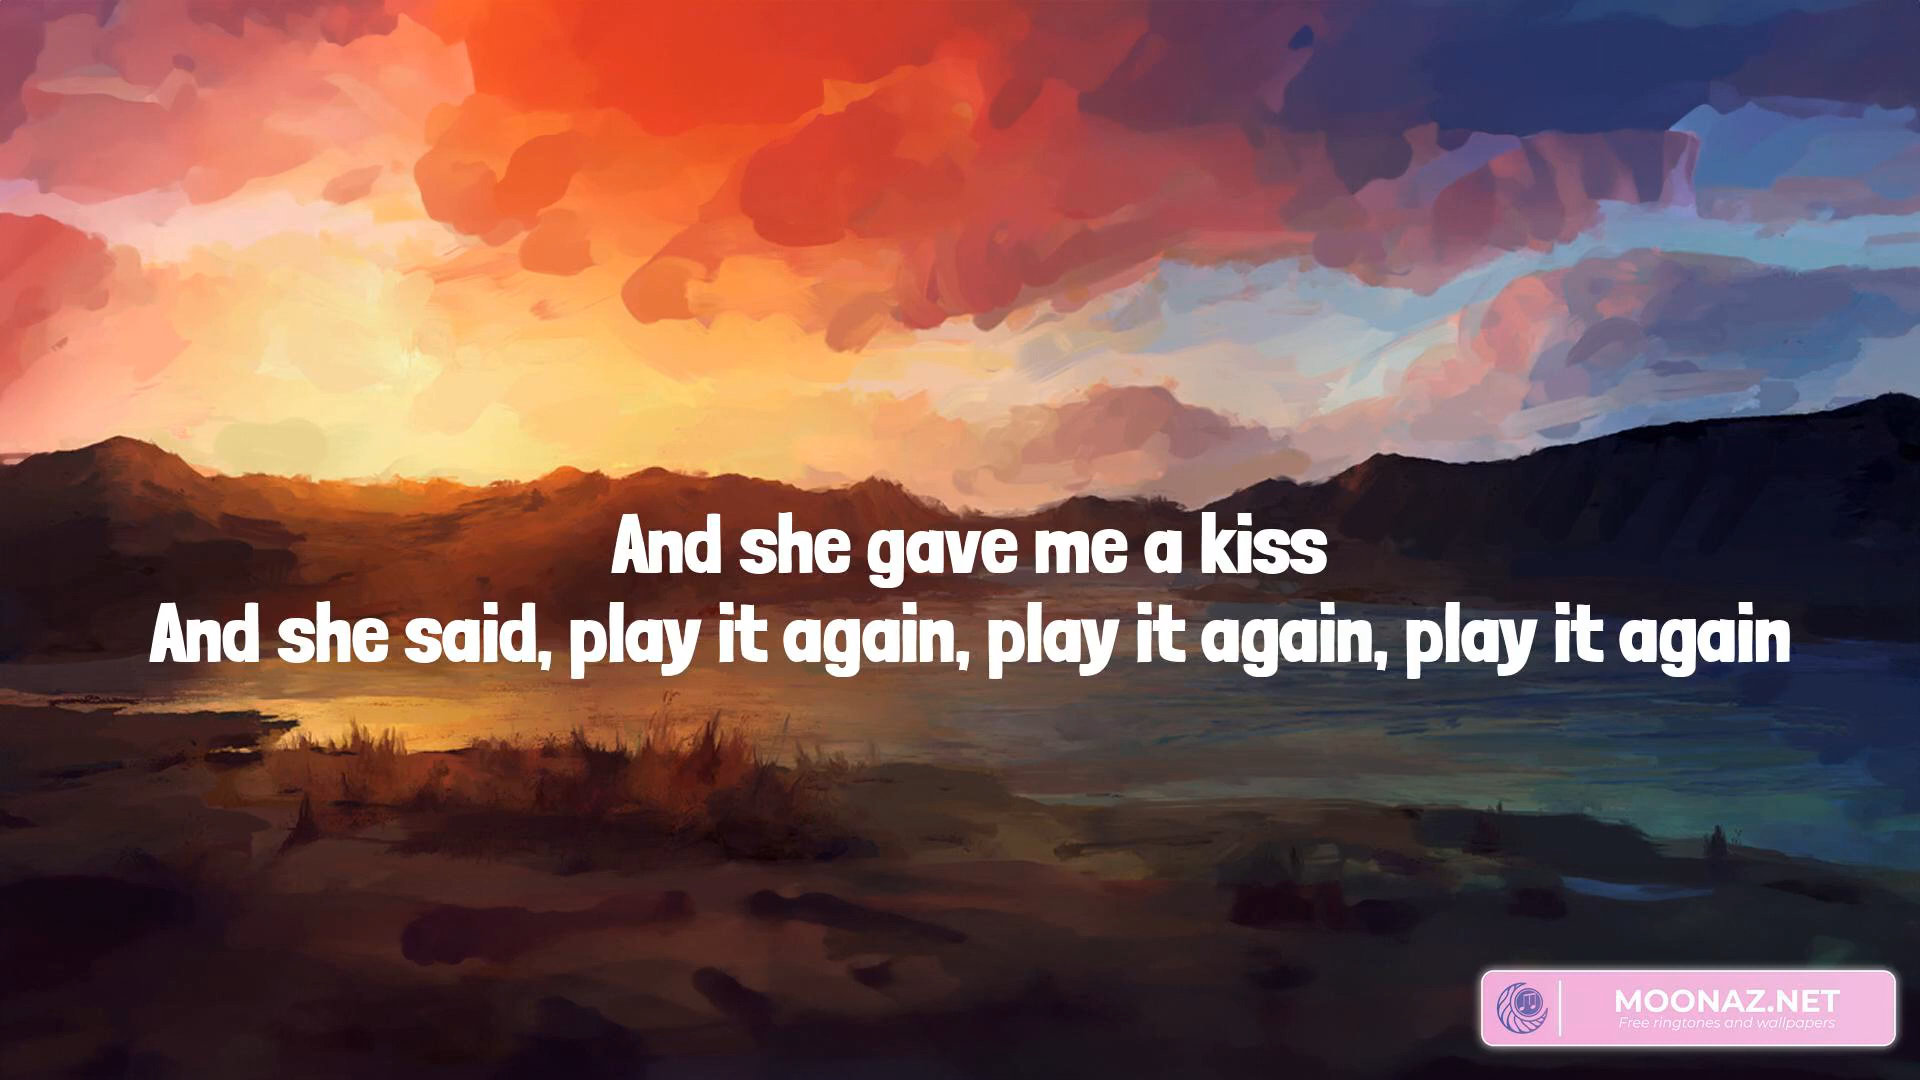 And she gave me a kiss
And she said, play it again, play it again, play it again
MOONAZ.NET
Free ringtones and wallpapers